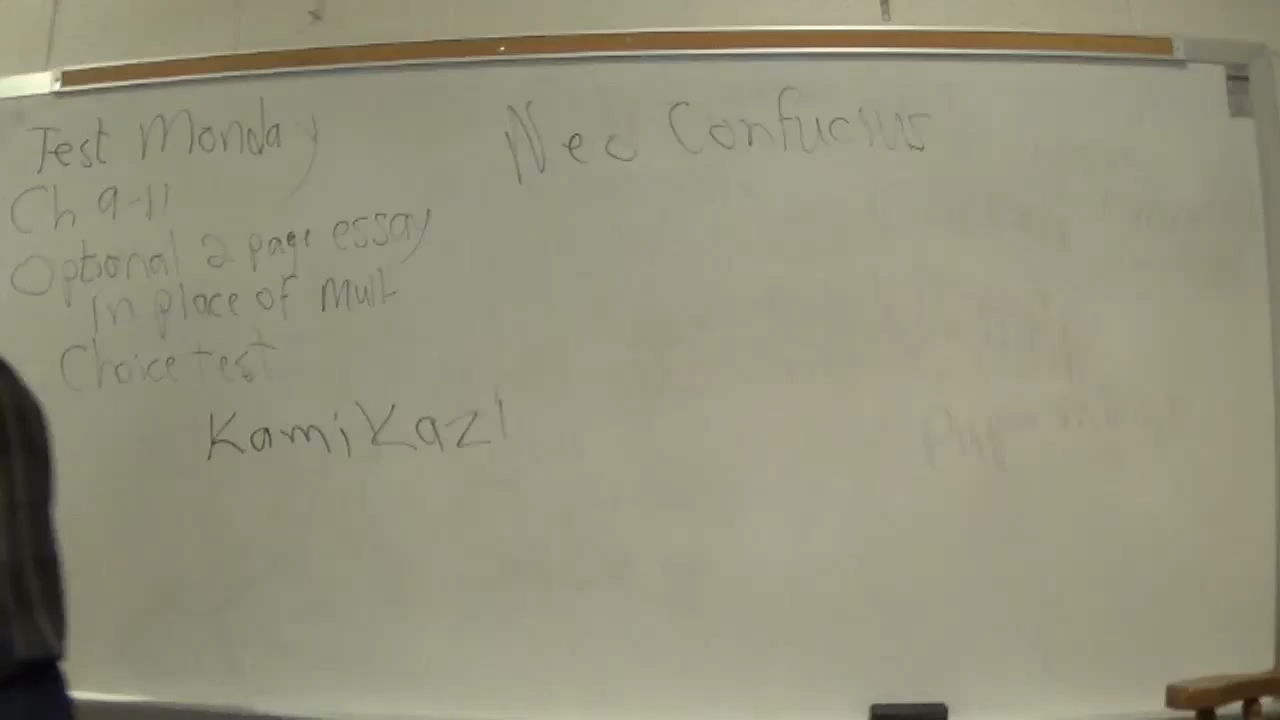 Test Monday
Ch 9-11
Optional 2 page essay
In place of Mult
Choice test
Kamikazi
Neo Confucius